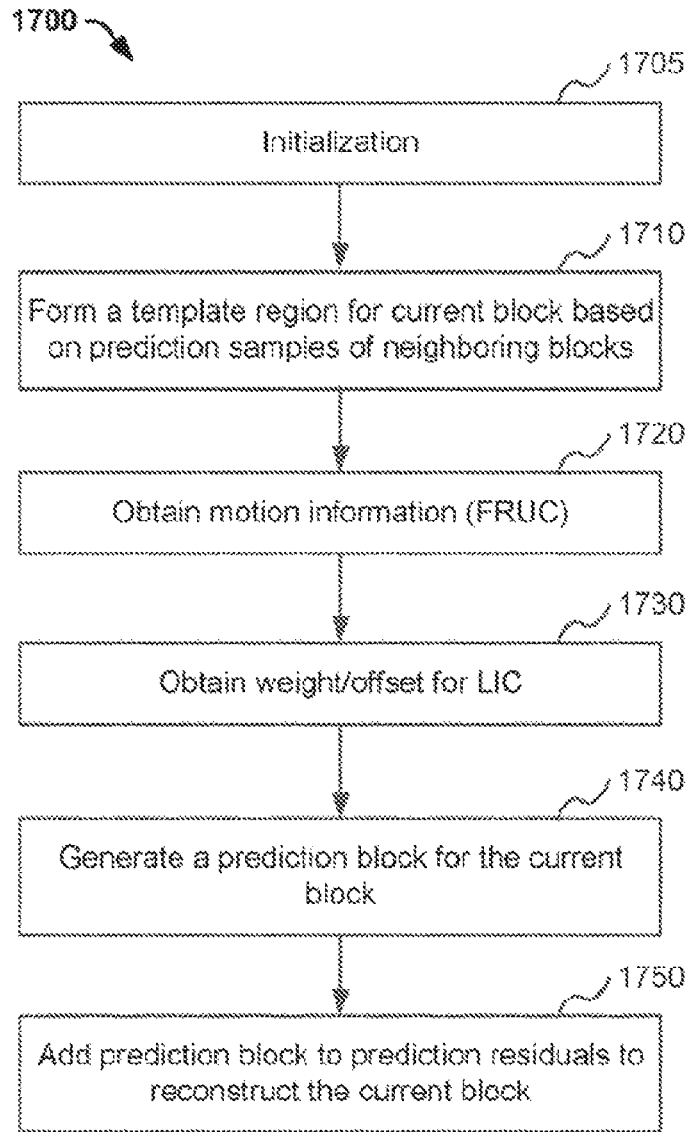 1700
1705
Initialization
1710
Form a template region for current block based
on prediction samples of neighboring blocks
1720
Obtain motion information (FRUC)
1730
Obtain weight/offset for LIC
1740
Generate a prediction block for the current
block
1750
Add prediction block to prediction residuals to
reconstruct the current block